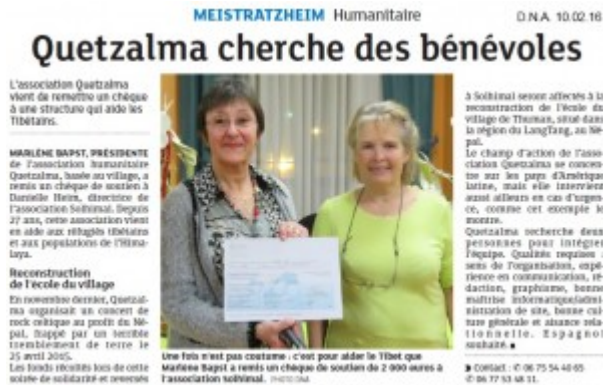 MEISTRATZHEIM Humanitaire
D.N.A. 10.02.16
Quetzalma cherche des bénévoles
L'association Quetzalma
vient de remettre un chèque
à une structure qui aide les
Tibétains.
MARLÈNE BAPST, PRÉSIDENTE
de l'association humanitaire
Quetzalma, basée au village, a
remis un chèque de soutien à
Danielle Heim, directrice de
l'association Solhimal. Depuis
27 ans, cette association vient
en aide aux réfugiés tibétains
et aux populations de l'Hima-
laya.
Reconstruction
de l'école du village
En novembre dernier, Quetzal-
ma organisait un concert de
rock celtique au profit du Né-
pal, frappé par un terrible
tremblement de terre le
25 avril 2015.
Les fonds récoltés lors de cette
soirée de solidarité et reversés
Une fois n'est pas coutume : c'est pour aider le Tibet que
Marlène Bapst a remis un chèque de soutien de 2 000 euros à
l'association Solhimal. PHOTO DNA
à Solhimal seront affectés à la
reconstruction de l'école du
village de Thuman, situé dans
la région du LangTang, au Né-
pal.
Le champ d'action de l'asso-
ciation Quetzalma se concen-
tre sur les pays d'Amérique
latine, mais elle intervient
aussi ailleurs en cas d'urgen-
ce, comme cet exemple le
montre.
Quetzalma recherche deux
personnes pour intégrer
l'équipe. Qualités requises :
sens de l'organisation, expé-
rience en communication, ré-
daction, graphisme, bonne
maîtrise informatique/admi-
nistration de site, bonne cul-
ture générale et aisance rela-
tionnelle. Espagnol
souhaité.
Contact : 06 75 54 40 65
06 77 53 48 31.